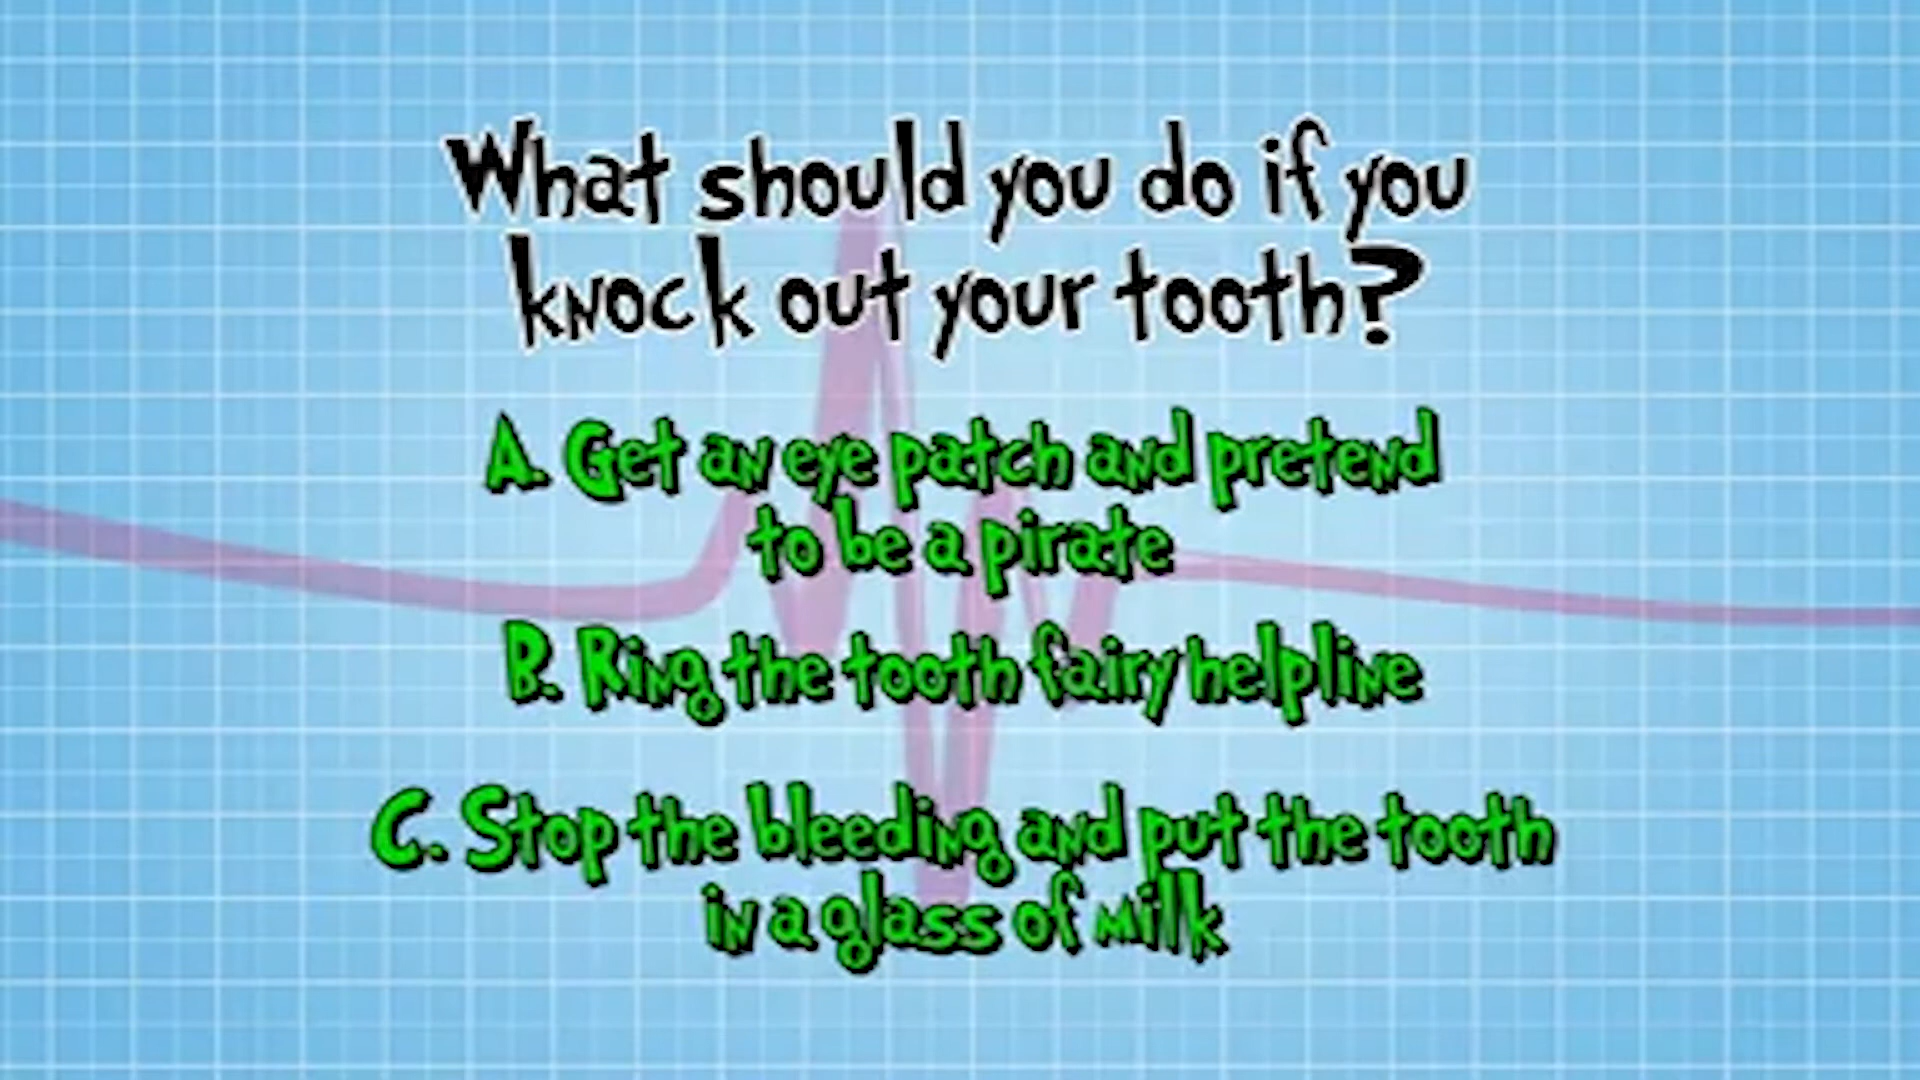 What should you do if you
knock out your tooth?
A. Get an eye patch and pretend
to be a pirate
B. Ring the tooth fairy helpline
C. Stop the bleeding and put the tooth
in a glass of milk